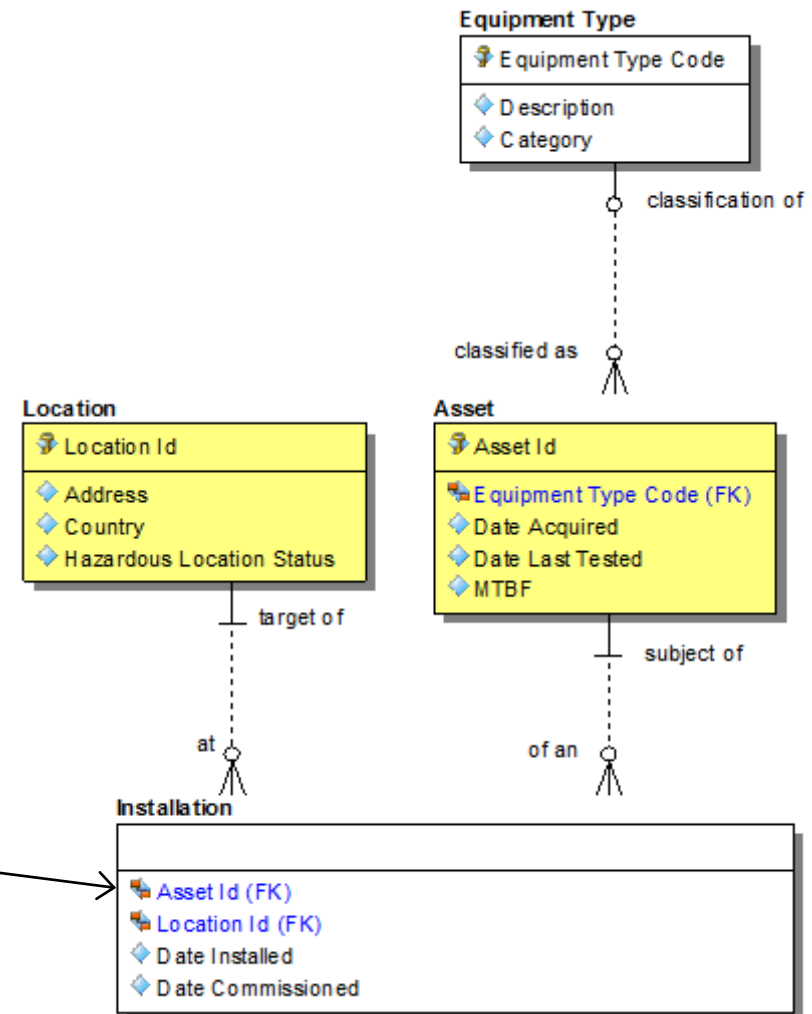 Equipment Type
Equipment Type Code
Description
Category
classification of
classified as
Location
Location Id
Address
Country
Hazardous Location Status
Asset
Asset Id
Equipment Type Code (FK)
Date Acquired
Date Last Tested
MTBF
target of
subject of
at
of an
Installation
Asset Id (FK)
Location Id (FK)
Date Installed
Date Commissioned